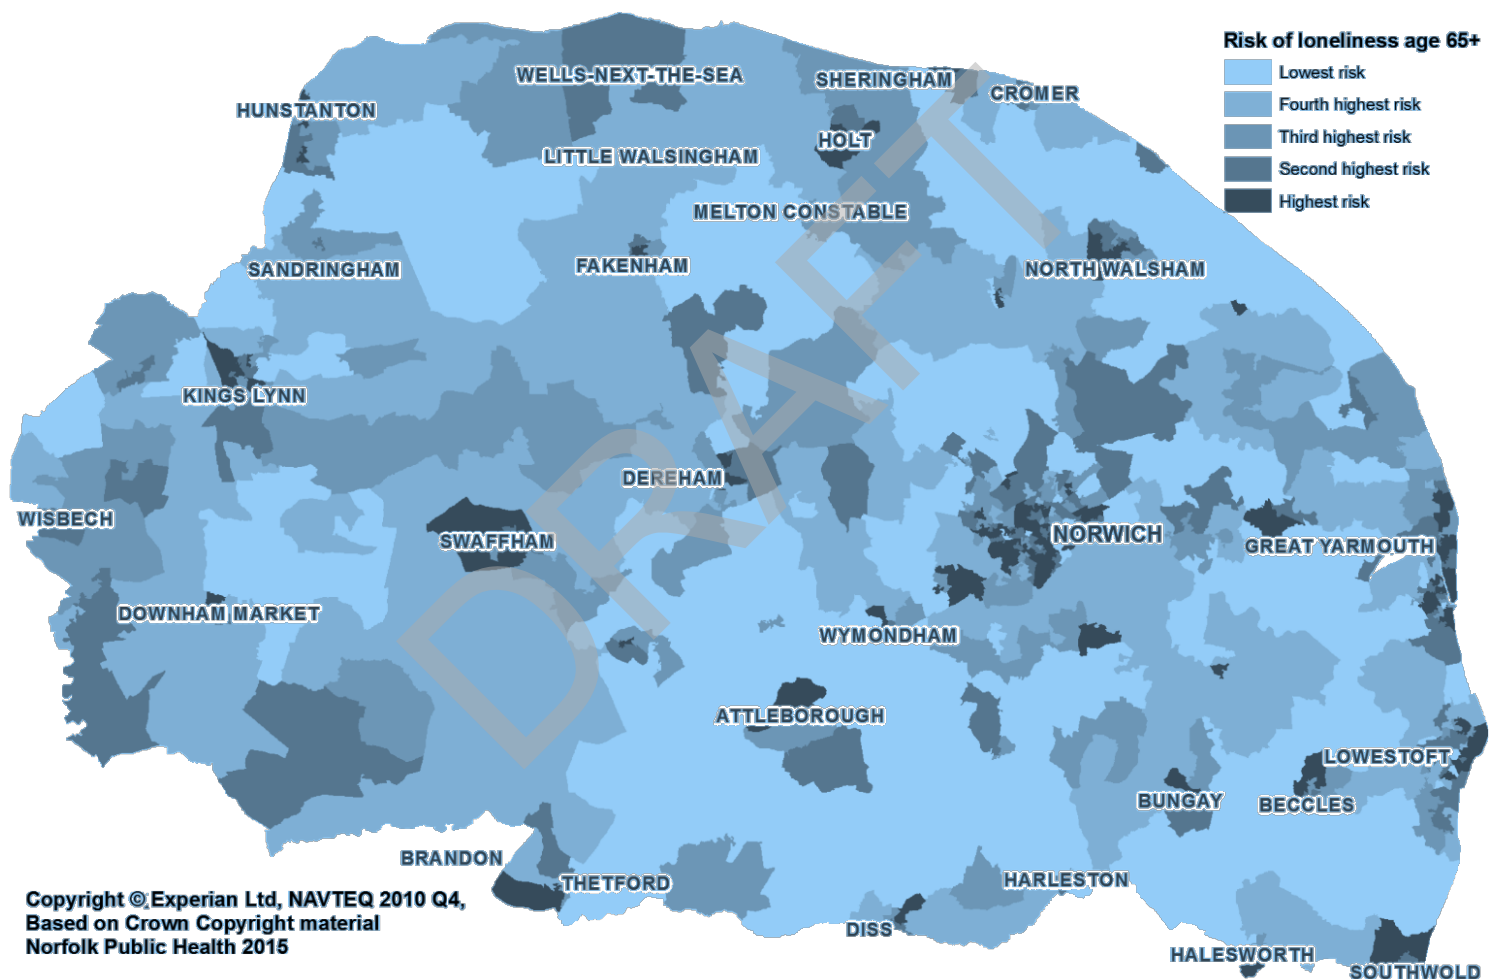 Risk of loneliness age 65+
Lowest risk
Fourth highest risk
Third highest risk
Second highest risk
Highest risk
WELLS-NEXT-THE-SEA
SHERINGHAM
CROMER
HUNSTANTON
HOLT
LITTLE WALSINGHAM
MELTON CONSTABLE
SANDRINGHAM
FAKENHAM
NORTH WALSHAM
KINGS LYNN
DEREHAM
WISBECH
SWAFFHAM
NORWICH
GREAT YARMOUTH
DOWNHAM MARKET
WYMONDHAM
ATTLEBOROUGH
LOWESTOFT
BUNGAY
BECCLES
BRANDON
THETFORD
HARLESTON
DISS
HALESWORTH
SOUTHWOLD
DRAFT
Copyright © Experian Ltd, NAVTEQ 2010 Q4,
Based on Crown Copyright material
Norfolk Public Health 2015